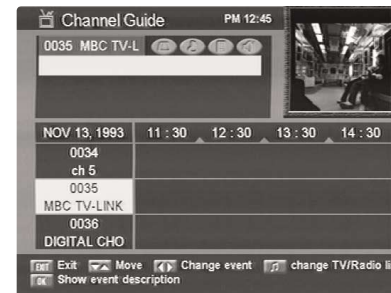 Channel Guide PM 12:45
0035 MBC TV-L
NOV 13, 1993 11 : 30 12 : 30 13 : 30 14 : 30
0034
ch 5
0035
MBC TV-LINK
0036
DIGITAL CHO
EXIT Exit Move Change event change TV/Radio li
OK Show event description